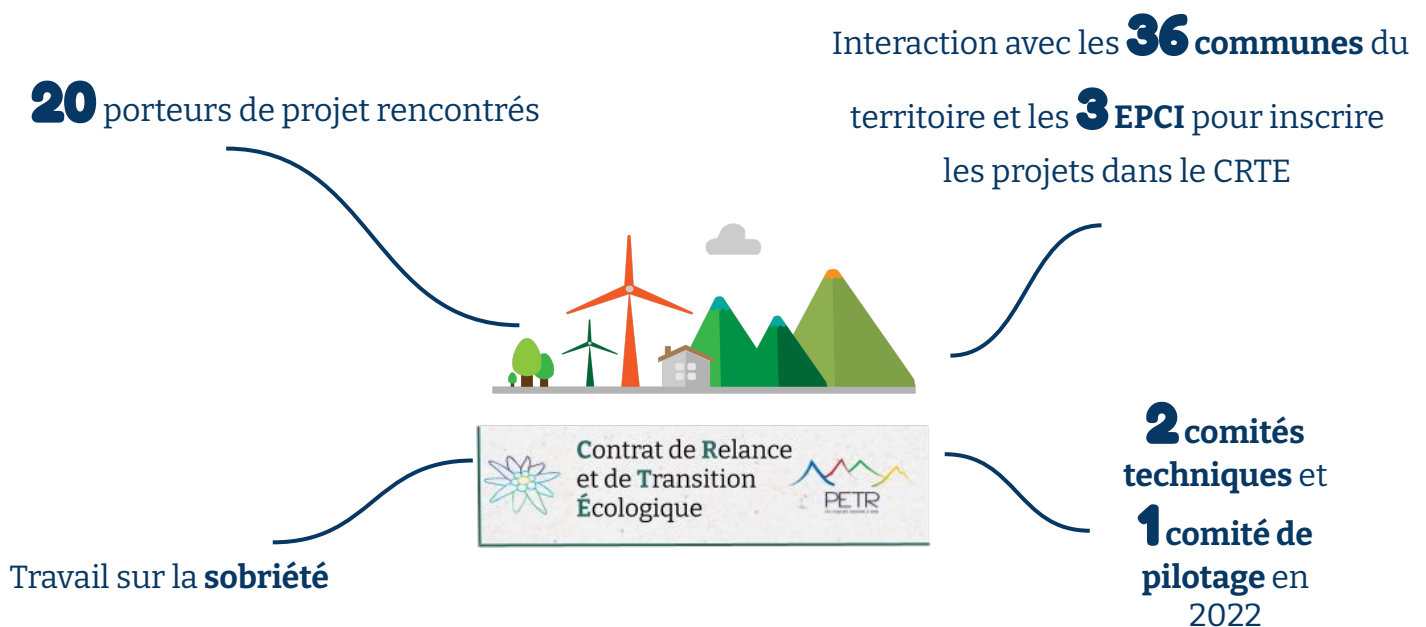 20 porteurs de projet rencontrés
Interaction avec les 36 communes du
territoire et les 3 EPCI pour inscrire
les projets dans le CRTE
Contrat de Relance
et de Transition
Écologique
PETR
Travail sur la sobriété
2 comités
techniques et
1 comité de
pilotage en
2022